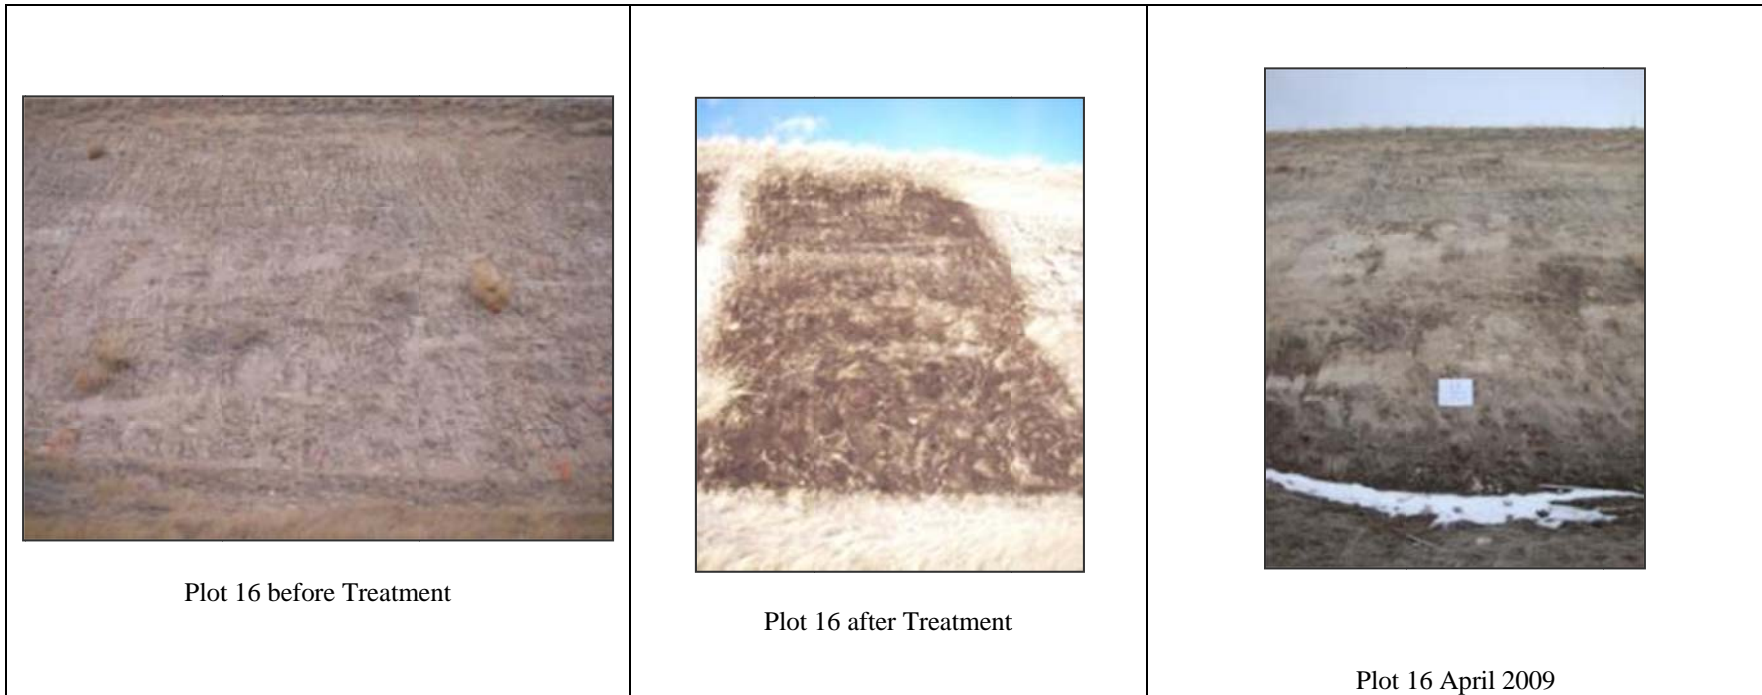 Plot 16 before Treatment
Plot 16 after Treatment
Plot 16 April 2009